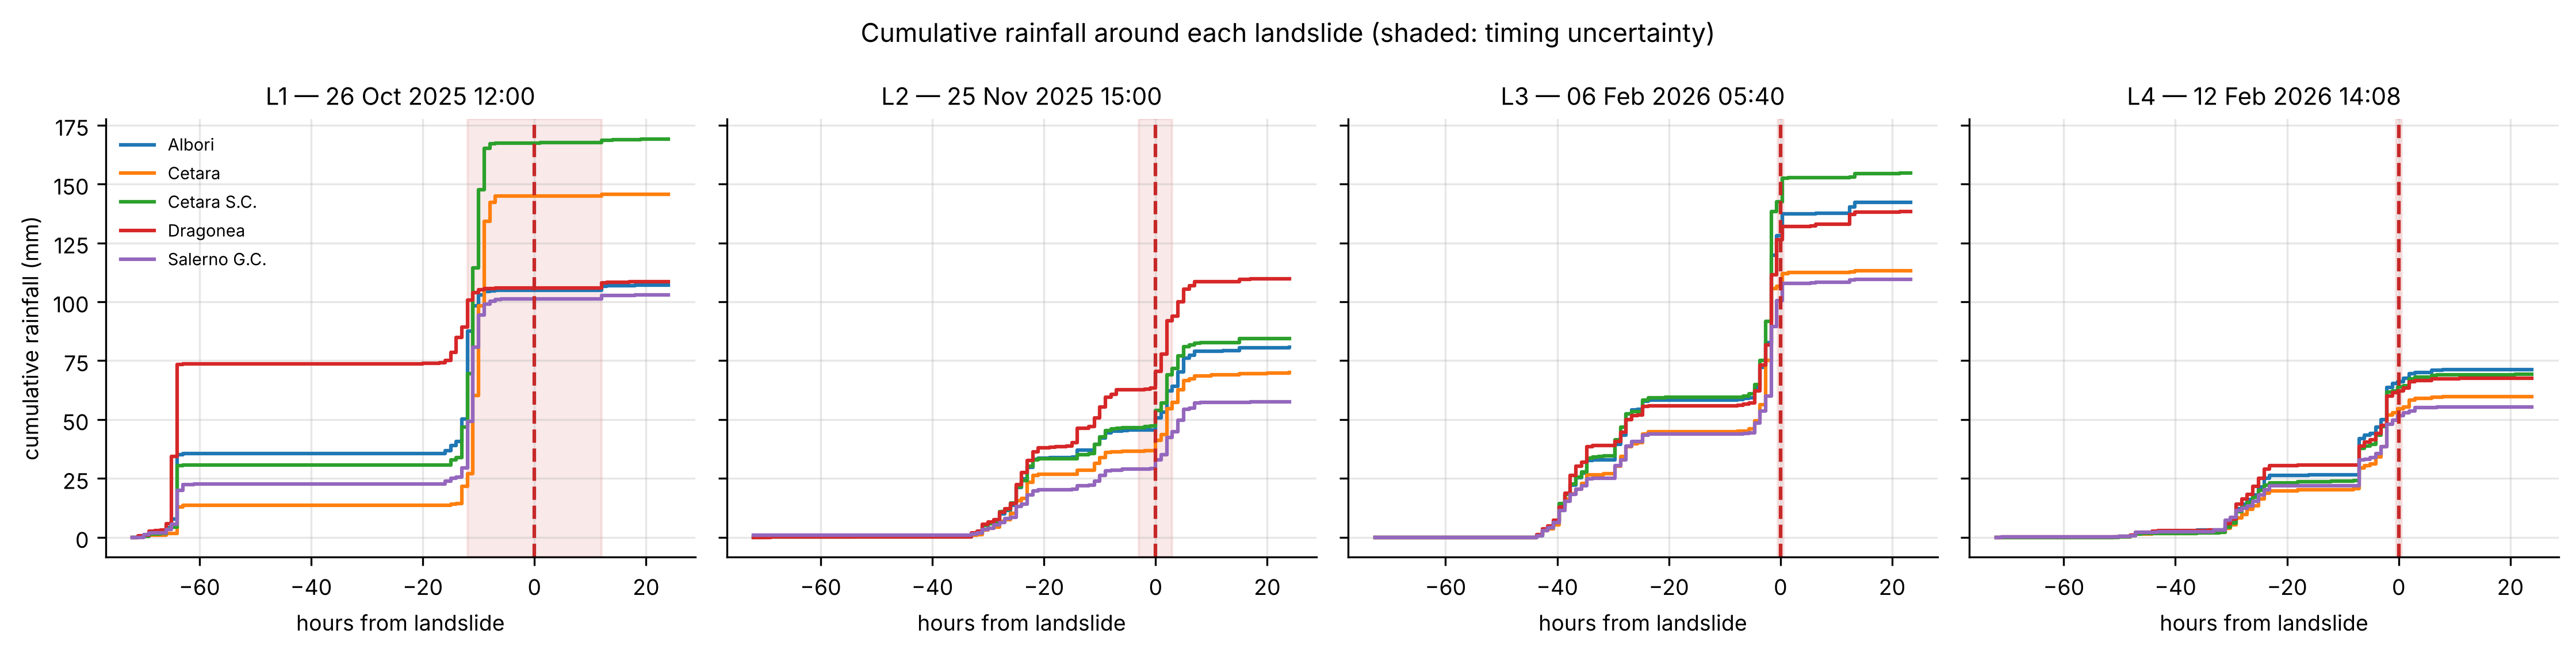 Cumulative rainfall around each landslide (shaded: timing uncertainty)
L1 — 26 Oct 2025 12:00
L2 — 25 Nov 2025 15:00
L3 — 06 Feb 2026 05:40
L4 — 12 Feb 2026 14:08
cumulative rainfall (mm)
175
150
125
100
75
50
25
0
Albori
Cetara
Cetara S.C.
Dragonea
Salerno G.C.
−60 −40 −20 0 20
−60 −40 −20 0 20
−60 −40 −20 0 20
−60 −40 −20 0 20
hours from landslide
hours from landslide
hours from landslide
hours from landslide